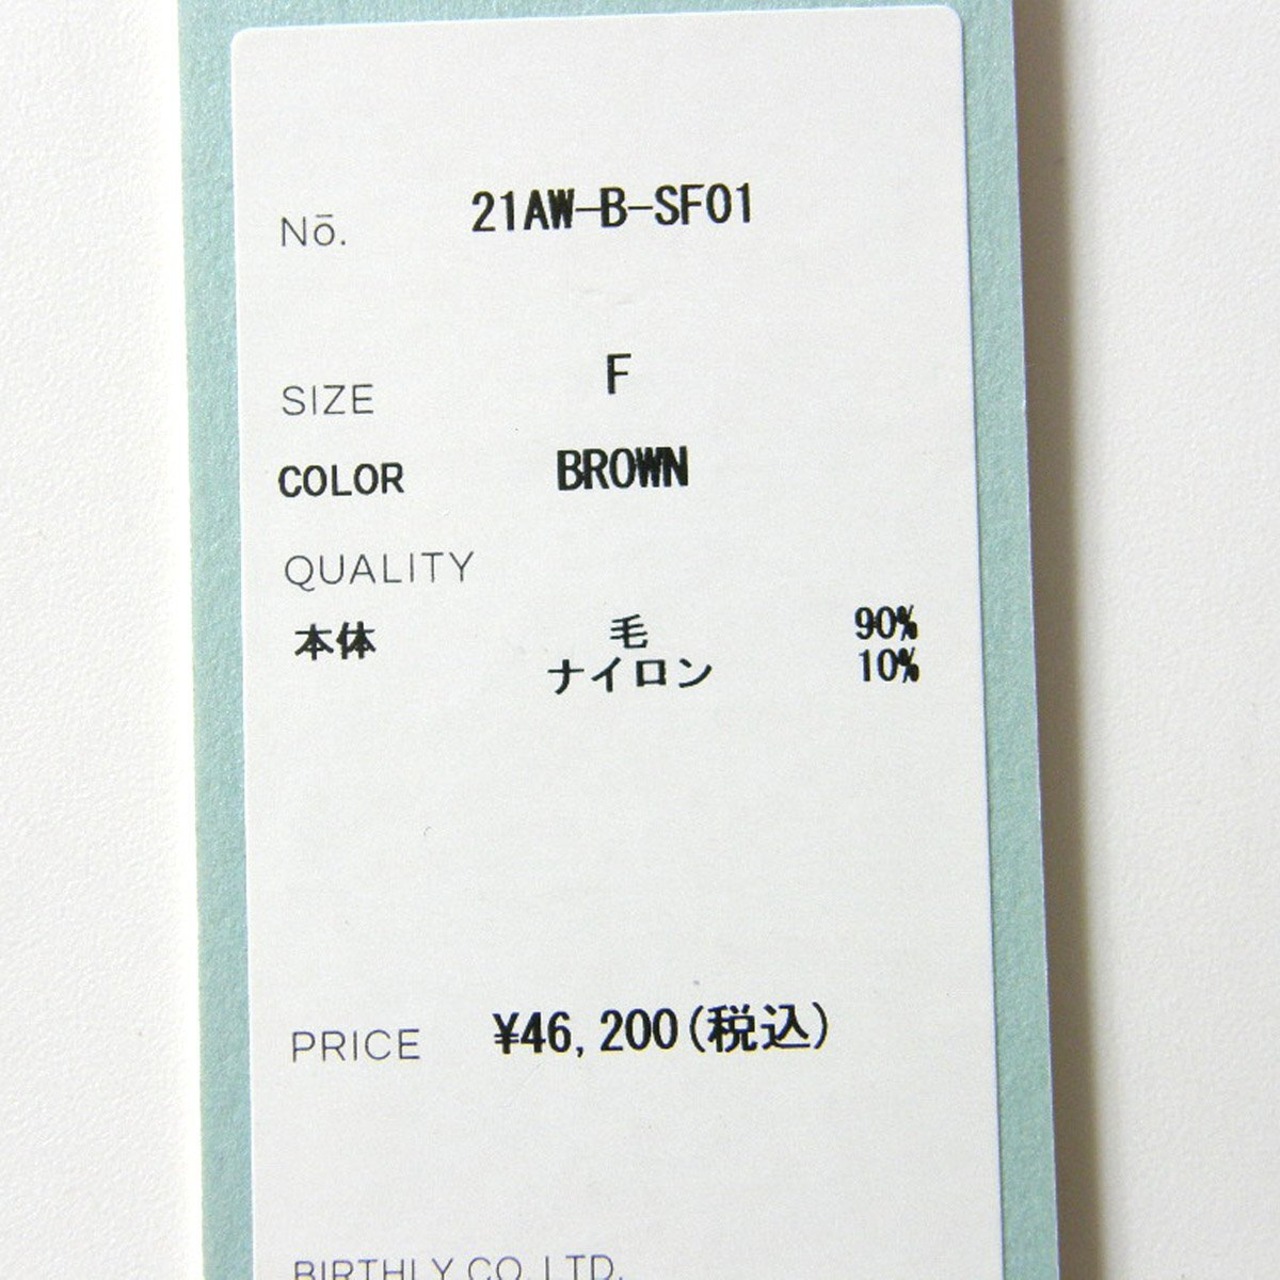 Nō. 21AW-B-SF01
SIZE F
COLOR BROWN
QUALITY
本体 毛 90%
ナイロン 10%
PRICE ¥46,200(税込)
BIRTHLY CO.,LTD.